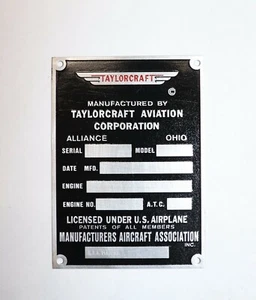 TAYLORCRAFT
©
MANUFACTURED BY
TAYLORCRAFT AVIATION
CORPORATION
ALLIANCE OHIO
SERIAL MODEL
DATE MFD.
ENGINE
ENGINE NO. A.T.C.
LICENSED UNDER U.S. AIRPLANE
PATENTS OF ALL MEMBERS
MANUFACTURERS AIRCRAFT ASSOCIATION
INC.